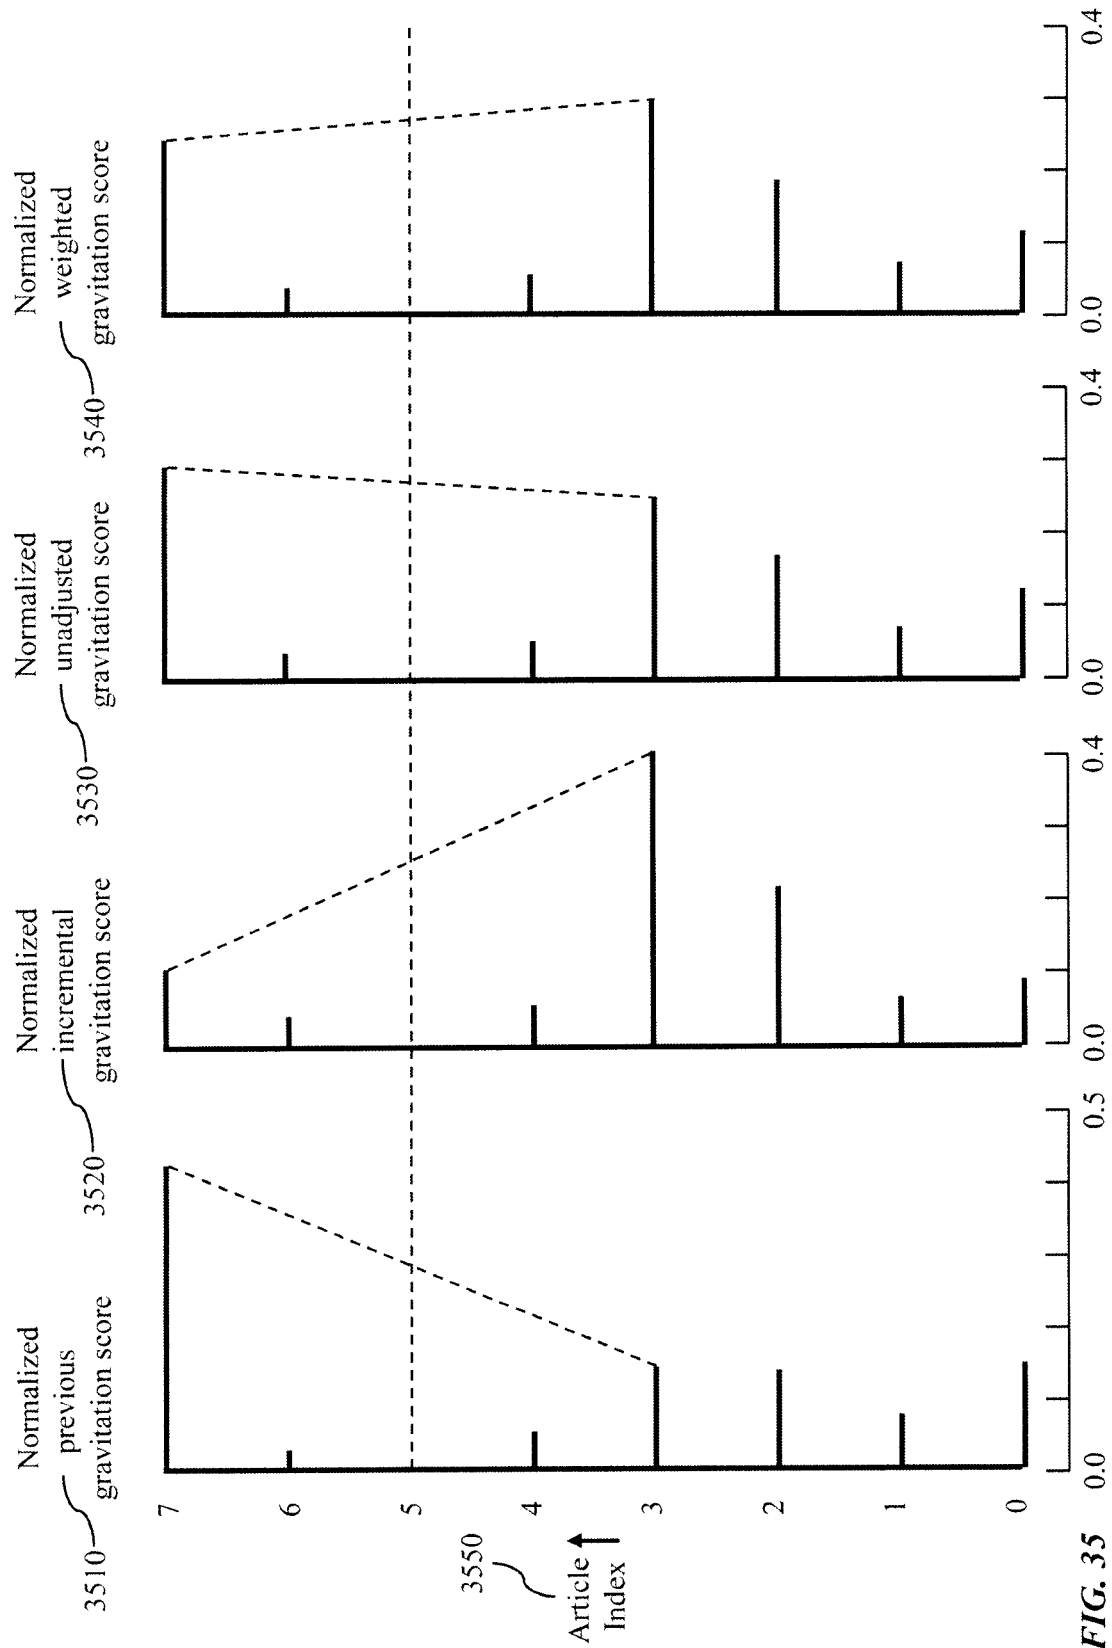 Normalized
previous
gravitation score
3510
Normalized
incremental
gravitation score
3520
Normalized
unadjusted
gravitation score
3530
Normalized
weighted
gravitation score
3540
7
6
5
4
3
2
1
0
3550
Article
Index
0.0
0.5
0.0
0.4
0.0
0.4
0.0
0.4
FIG. 35